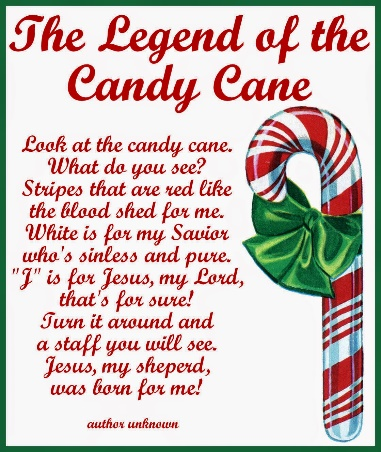 The Legend of the
Candy Cane
Look at the candy cane.
What do you see?
Stripes that are red like
the blood shed for me.
White is for my Savior
who's sinless and pure.
"J" is for Jesus, my Lord,
that's for sure!
Turn it around and
a staff you will see.
Jesus, my sheperd,
was born for me!
author unknown